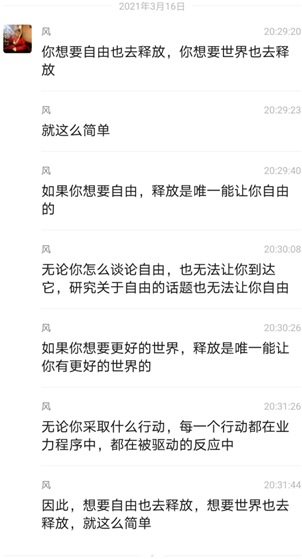 2021年3月16日
风 20:29:20
你想要自由也去释放，你想要世界也去释
放
风 20:29:23
就这么简单
风 20:29:40
如果你想要自由，释放是唯一能让你自由
的
风 20:30:08
无论你怎么谈论自由，也无法让你到达
它，研究关于自由的话题也无法让你自由
风 20:30:26
如果你想要更好的世界，释放是唯一能让
你有更好的世界的
风 20:31:26
无论你采取什么行动，每一个行动都在业
力程序中，都在被驱动的反应中
风 20:31:44
因此，想要自由也去释放，想要世界也去
释放，就这么简单